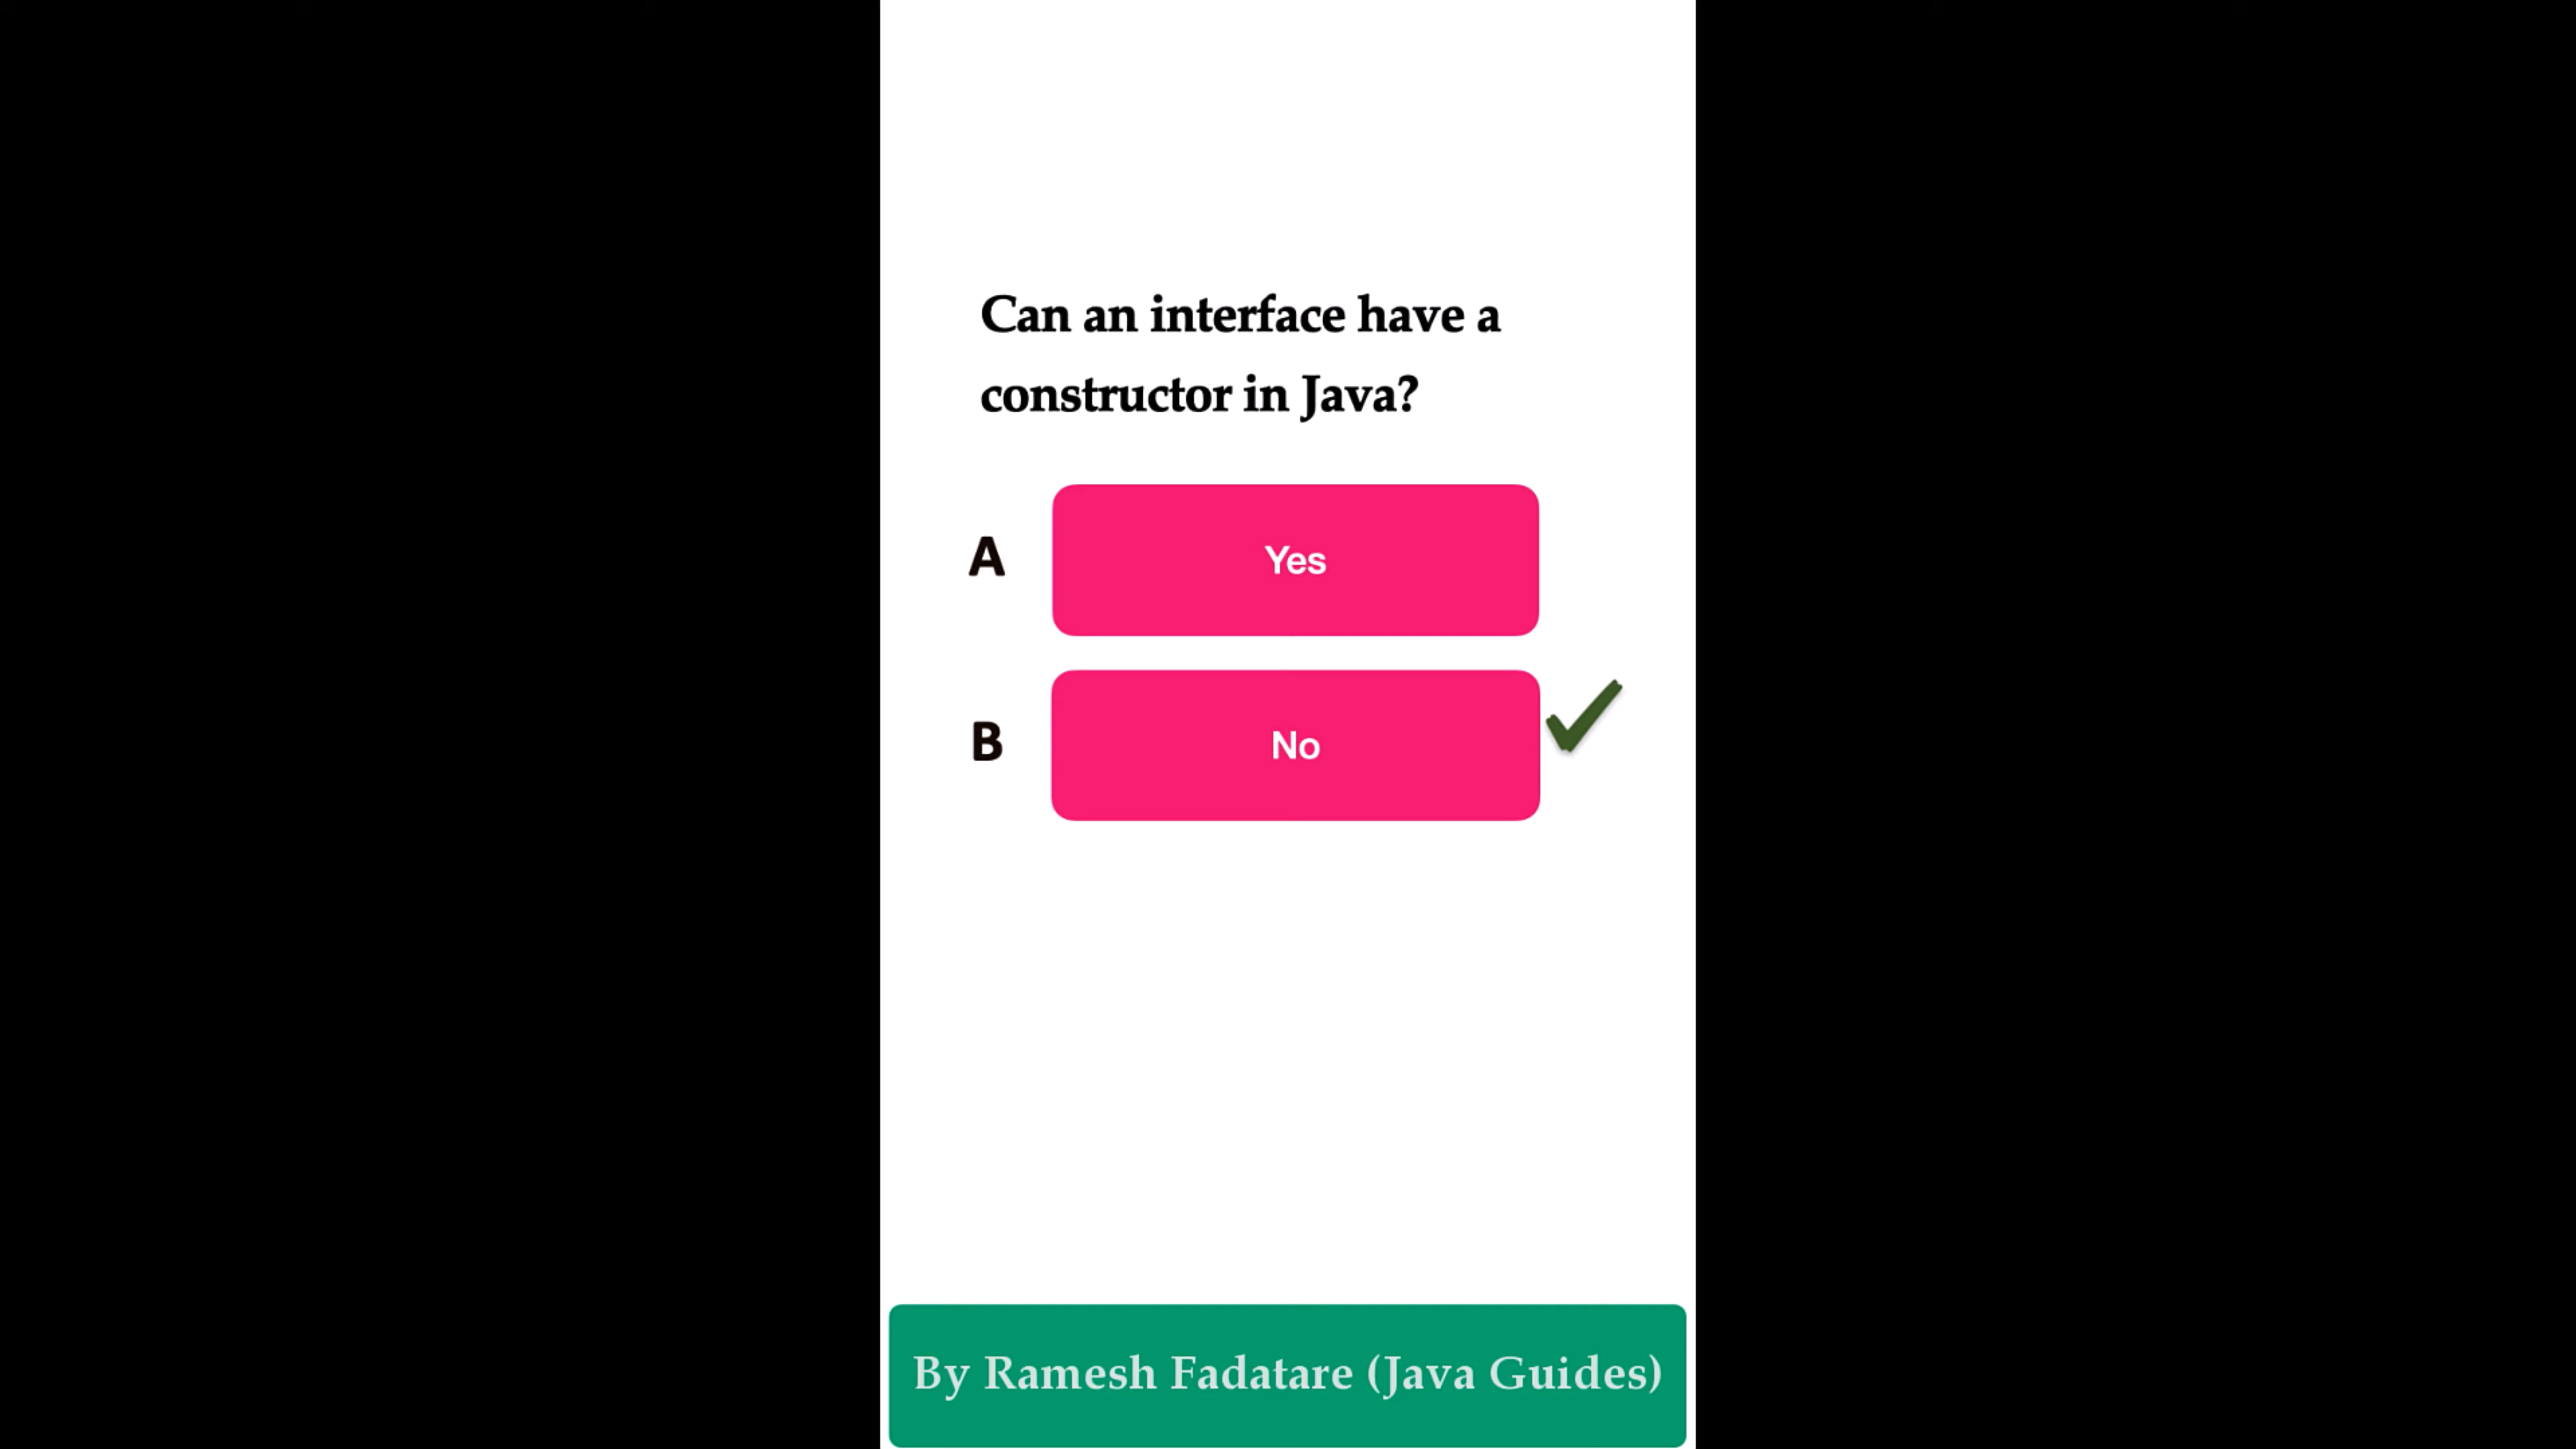 Can an interface have a
constructor in Java?
A
Yes
B
No
By Ramesh Fadatare (Java Guides)